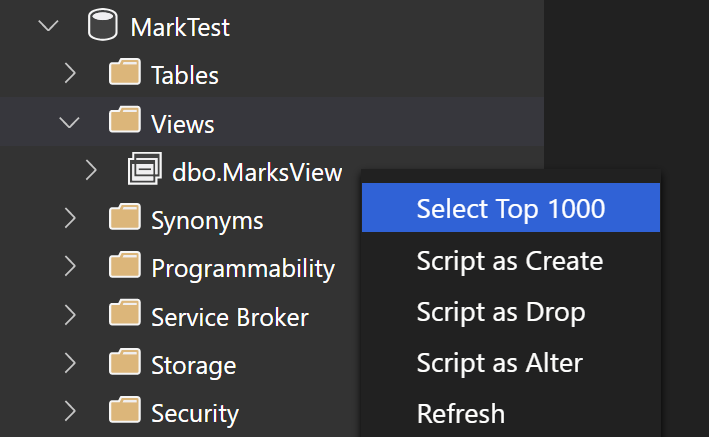 MarkTest
Tables
Views
dbo.MarksView
Synonyms
Programmability
Service Broker
Storage
Security
Select Top 1000
Script as Create
Script as Drop
Script as Alter
Refresh